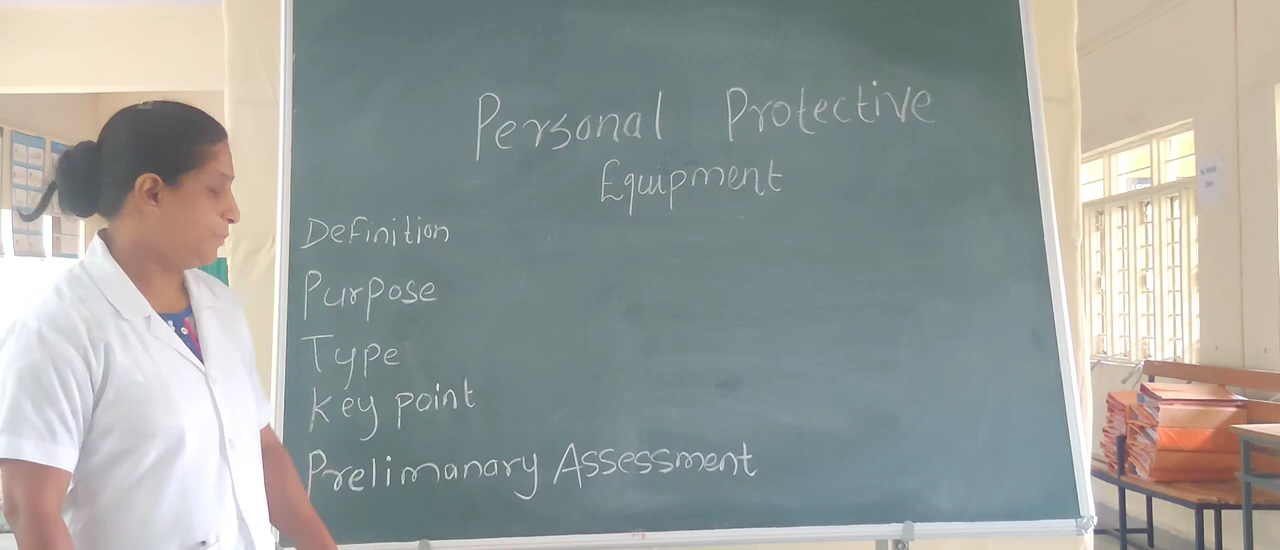 Personal Protective
Equipment
Definition
Purpose
Type
Key point
Prelimanary Assessment